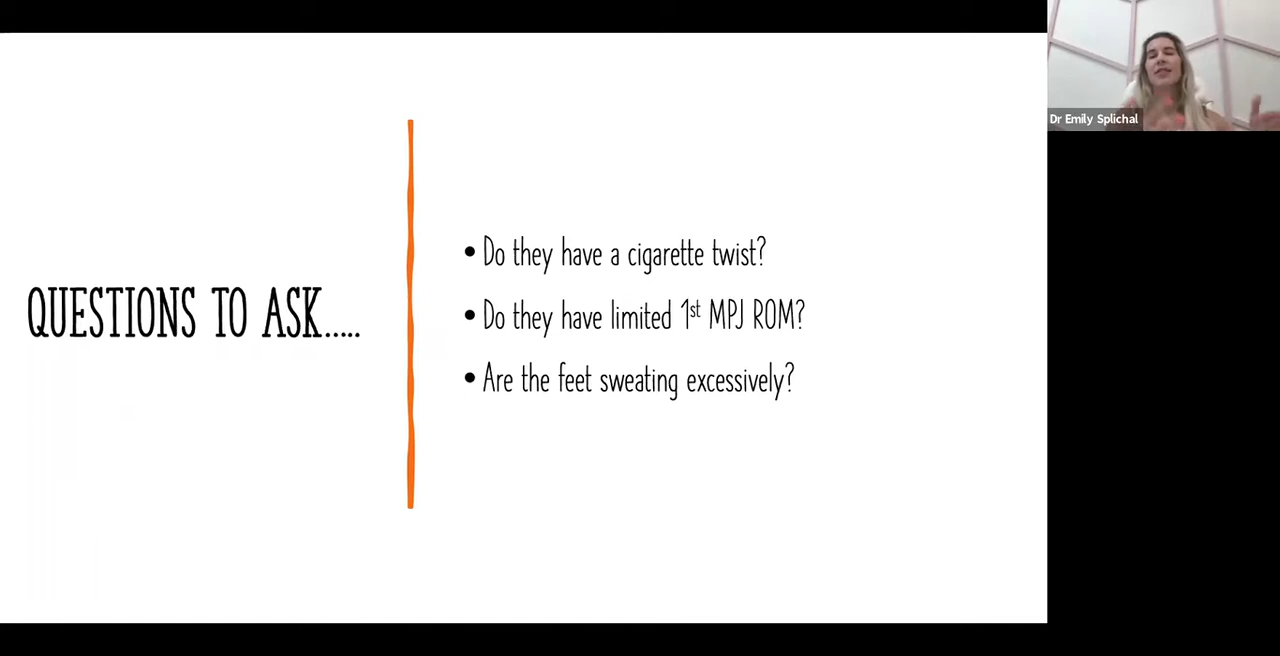 QUESTIONS TO ASK.....
• Do they have a cigarette twist?
• Do they have limited 1st MPJ ROM?
• Are the feet sweating excessively?
Dr Emily Splichal